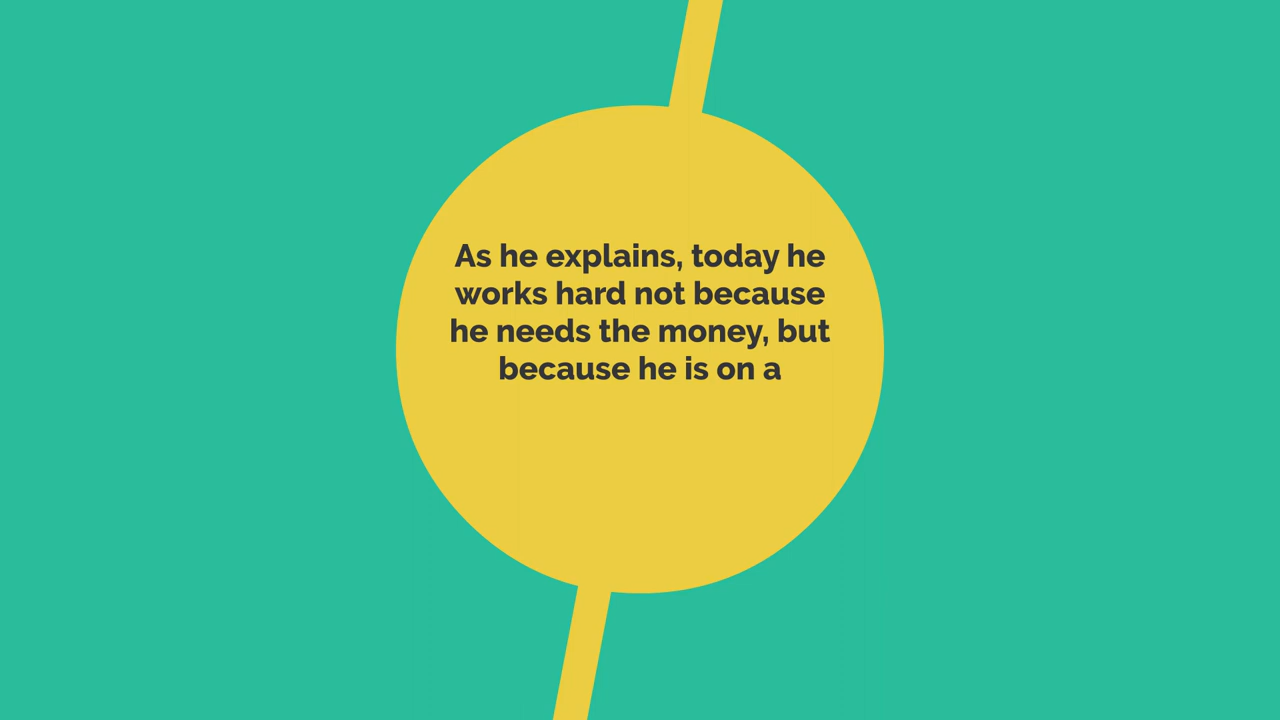 As he explains, today he
works hard not because
he needs the money, but
because he is on a